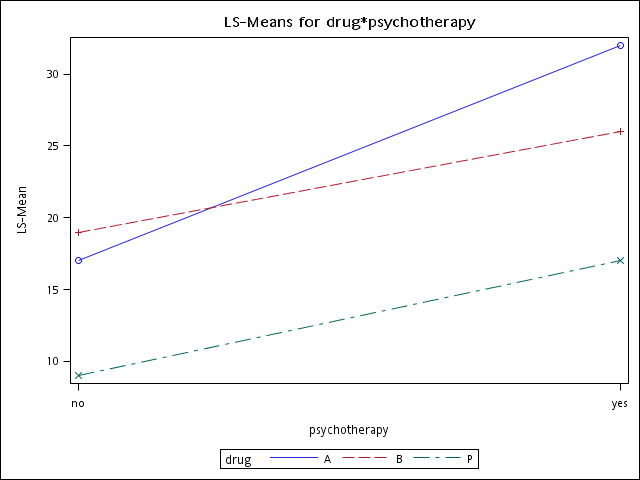 LS-Means for drug*psychotherapy
LS-Mean
30
25
20
15
10
no yes
psychotherapy
drug A B P